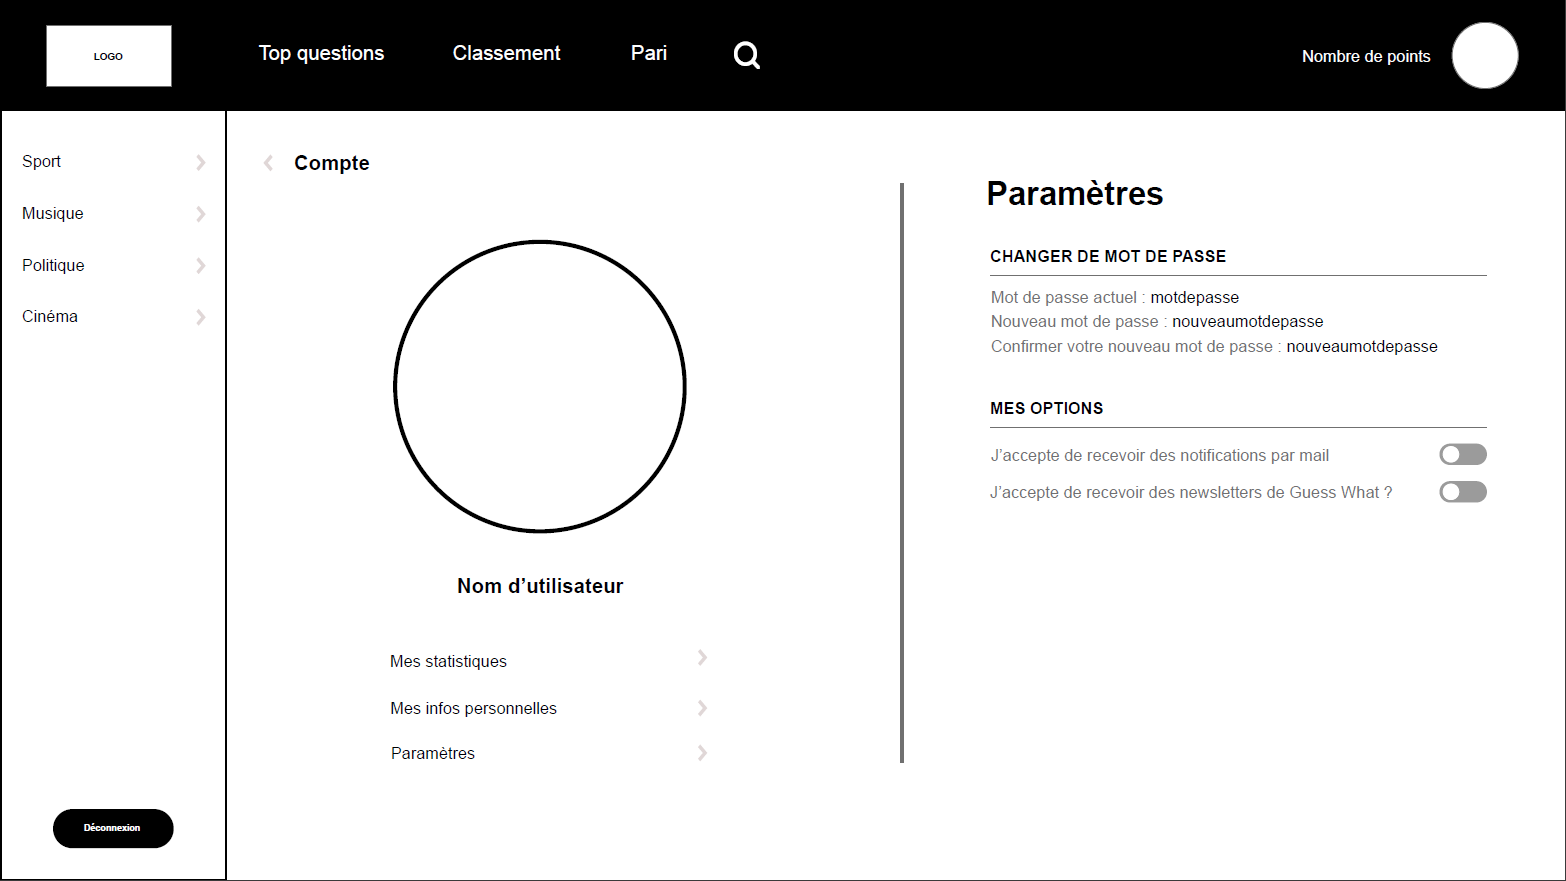 LOGO
Top questions
Classement
Pari
Nombre de points
Sport
Musique
Politique
Cinéma
Déconnexion
Compte
Nom d’utilisateur
Mes statistiques
Mes infos personnelles
Paramètres
Paramètres
CHANGER DE MOT DE PASSE
Mot de passe actuel : motdepasse
Nouveau mot de passe : nouveaumotdepasse
Confirmer votre nouveau mot de passe : nouveaumotdepasse
MES OPTIONS
J’accepte de recevoir des notifications par mail
J’accepte de recevoir des newsletters de Guess What ?